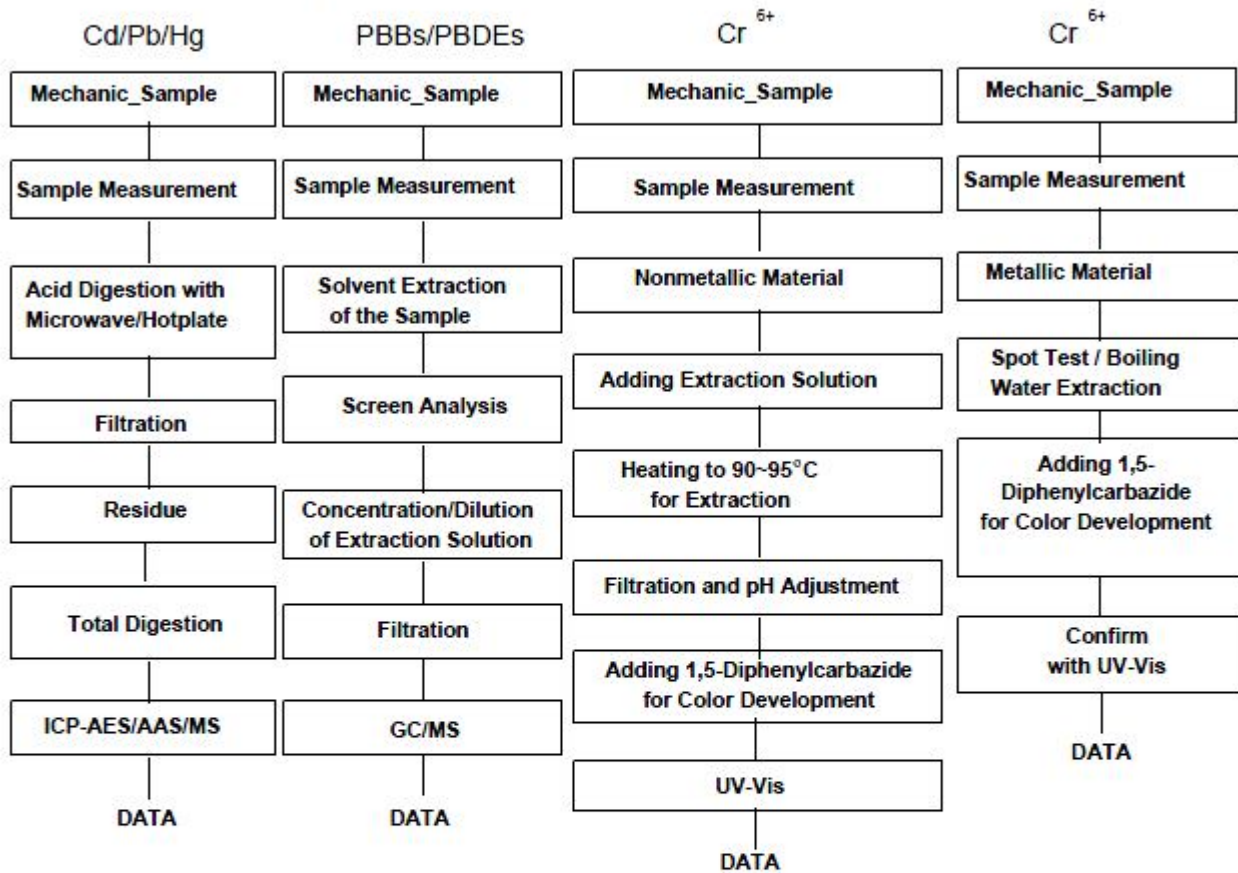 Cd/Pb/Hg
Mechanic_Sample
Sample Measurement
Acid Digestion with
Microwave/Hotplate
Filtration
Residue
Total Digestion
ICP-AES/AAS/MS
DATA
PBBs/PBDEs
Mechanic_Sample
Sample Measurement
Solvent Extraction
of the Sample
Screen Analysis
Concentration/Dilution
of Extraction Solution
Filtration
GC/MS
DATA
Cr 6+
Mechanic_Sample
Sample Measurement
Nonmetallic Material
Adding Extraction Solution
Heating to 90~95°C
for Extraction
Filtration and pH Adjustment
Adding 1,5-Diphenylcarbazide
for Color Development
UV-Vis
DATA
Cr 6+
Mechanic_Sample
Sample Measurement
Metallic Material
Spot Test / Boiling
Water Extraction
Adding 1,5-
Diphenylcarbazide
for Color Development
Confirm
with UV-Vis
DATA